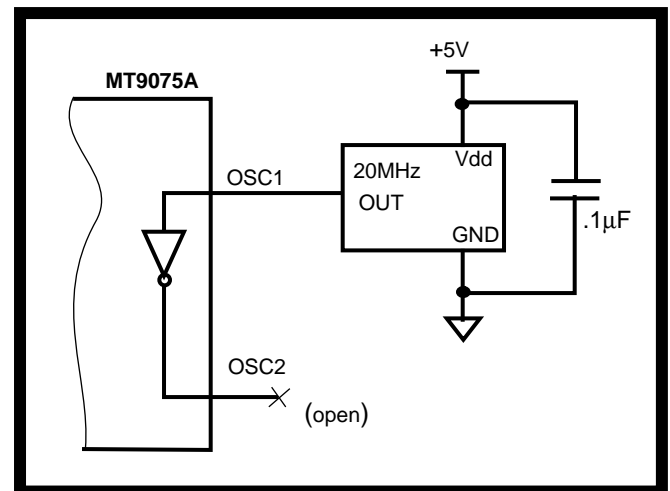 +5V
MT9075A
Vdd
20MHz
OSC1
OUT
.1µF
GND
OSC2
(open)